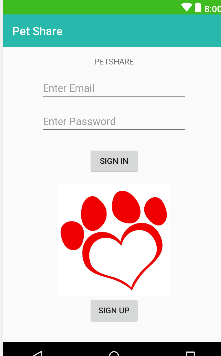 8:00
Pet Share
PETSHARE
Enter Email
Enter Password
SIGN IN
SIGN UP